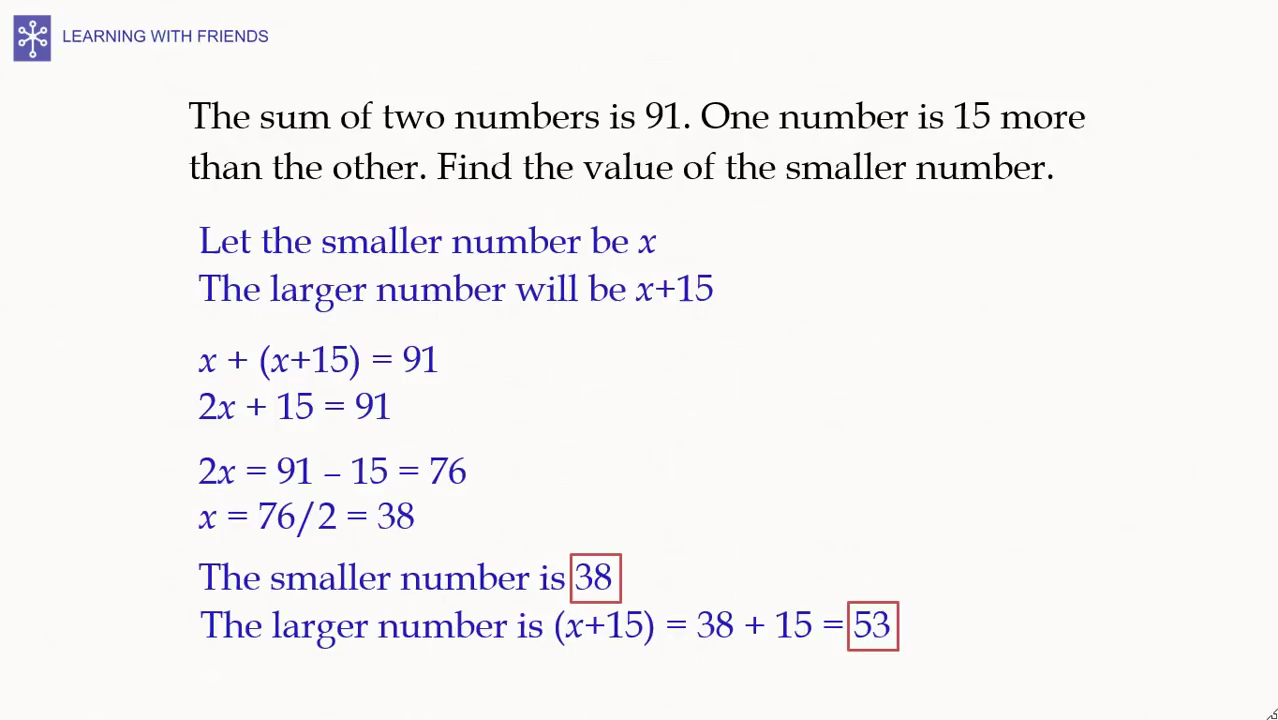 LEARNING WITH FRIENDS
The sum of two numbers is 91. One number is 15 more
than the other. Find the value of the smaller number.
Let the smaller number be x
The larger number will be x+15
x + (x+15) = 91
2x + 15 = 91
2x = 91 – 15 = 76
x = 76/2 = 38
The smaller number is 38
The larger number is (x+15) = 38 + 15 = 53